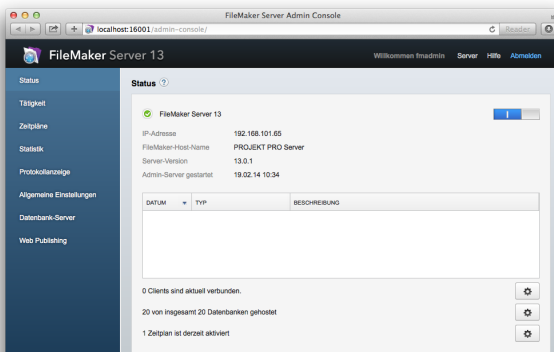 FileMaker Server Admin Console
localhost:16001/admin-console/
Reader
FileMaker Server 13
Willkommen fmadmin Server Hilfe Abmelden
Status
Tätigkeit
Zeitpläne
Statistik
Protokollanzeige
Allgemeine Einstellungen
Datenbank-Server
Web Publishing
Status ?
FileMaker Server 13
IP-Adresse 192.168.101.65
FileMaker-Host-Name PROJEKT PRO Server
Server-Version 13.0.1
Admin-Server gestartet 19.02.14 10:34
DATUM TYP BESCHREIBUNG
0 Clients sind aktuell verbunden.
20 von insgesamt 20 Datenbanken gehostet
1 Zeitplan ist derzeit aktiviert